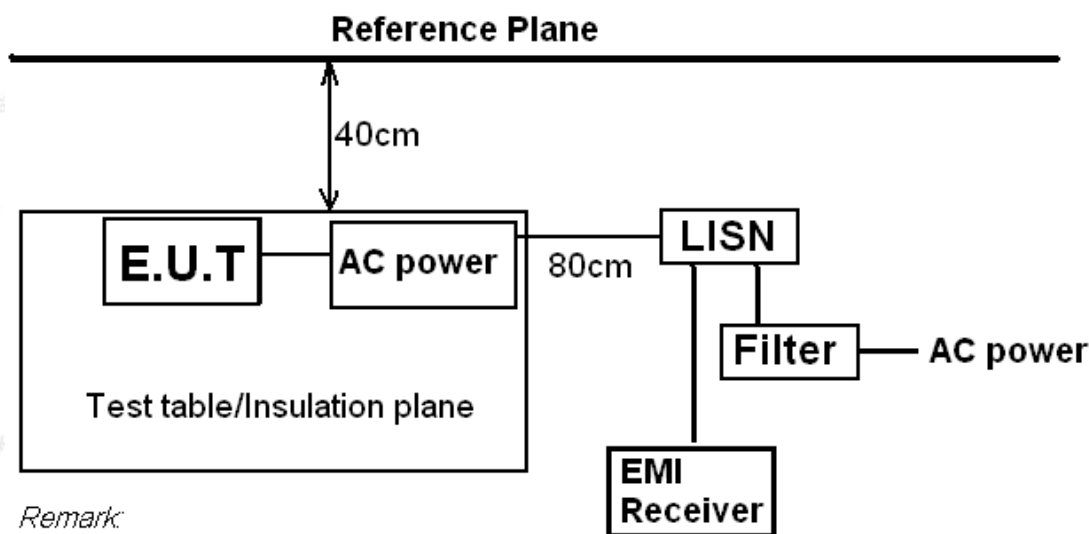 Reference Plane
40cm
E.U.T
AC power
80cm
LISN
Filter
AC power
Test table/Insulation plane
EMI
Receiver
Remark: